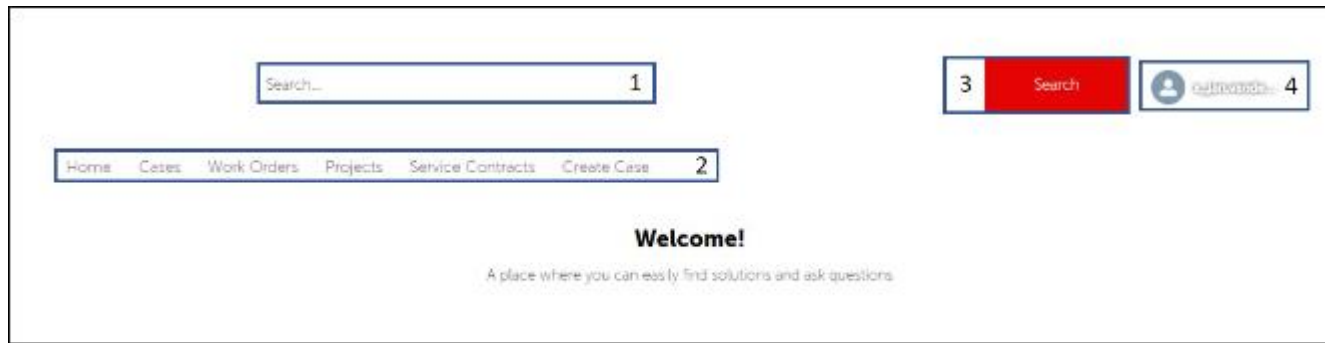 Search... 1
3 Search
4
Home Cases Work Orders Projects Service Contracts Create Case 2
Welcome!
A place where you can easily find solutions and ask questions